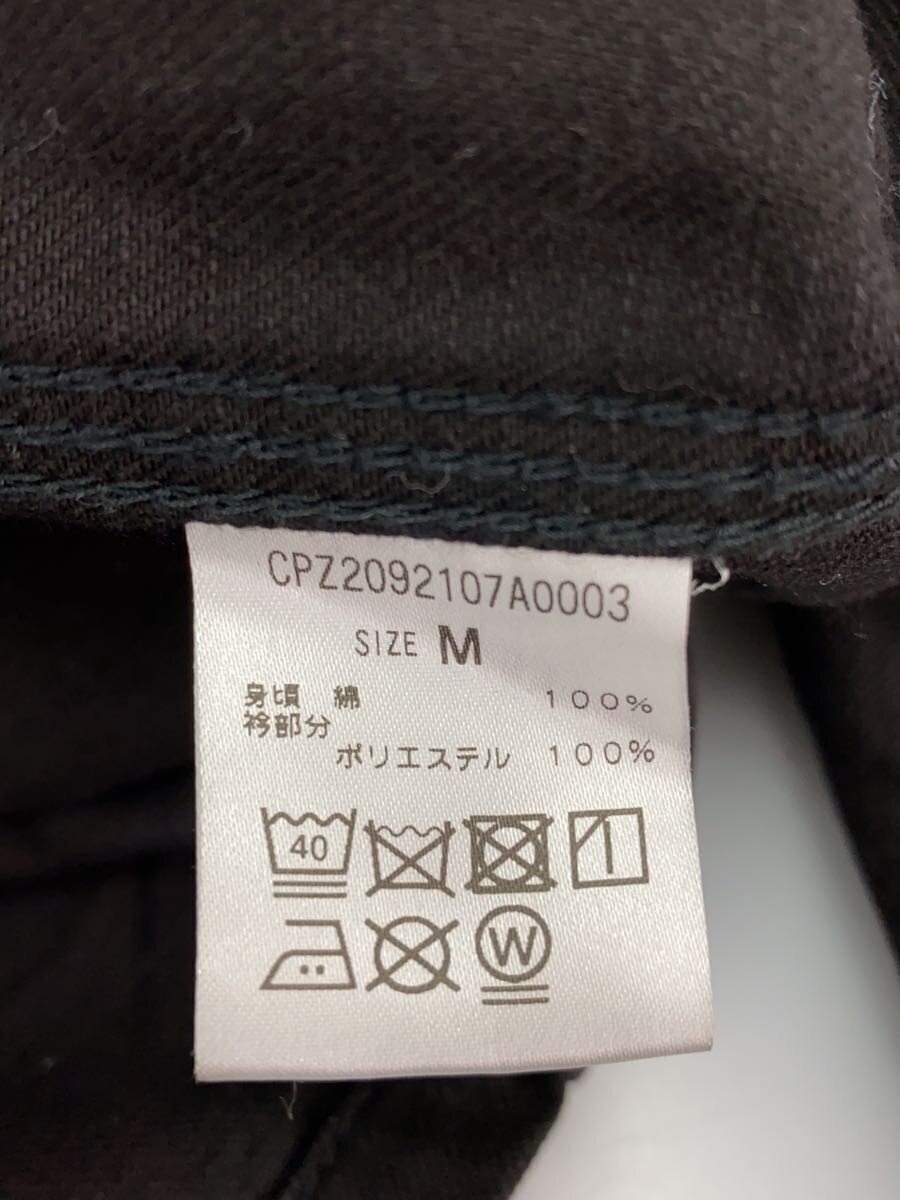 CPZ2092107A0003
SIZE M
身頃 綿 100%
衿部分
ポリエステル 100%
40
W